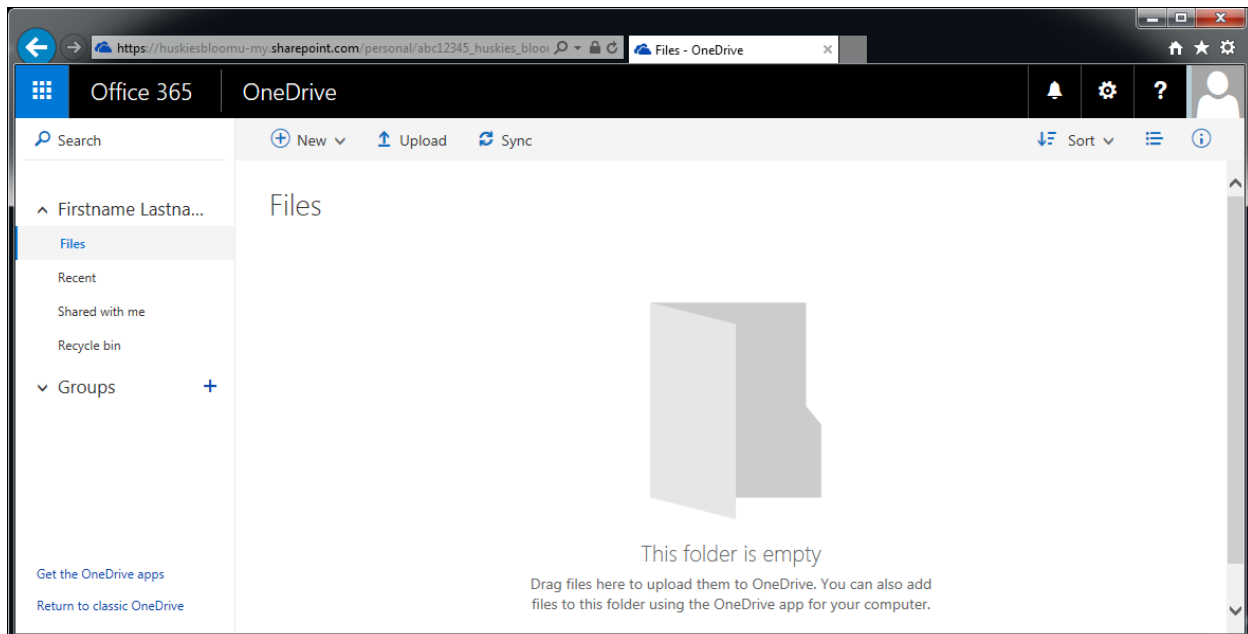 https://huskiesbloomu-my.sharepoint.com/personal/abc12345_huskies_bloo
Files - OneDrive
Office 365
OneDrive
?
Search
New
Upload
Sync
Sort
Firstname Lastna...
Files
Files
Recent
Shared with me
Recycle bin
Groups
This folder is empty
Drag files here to upload them to OneDrive. You can also add
files to this folder using the OneDrive app for your computer.
Get the OneDrive apps
Return to classic OneDrive